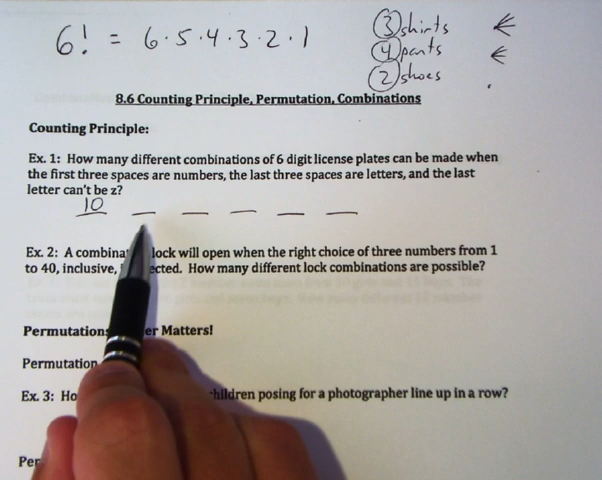 6! = 6·5·4·3·2·1
3 shirts
4 pants
2 shoes
8.6 Counting Principle, Permutation, Combinations
Counting Principle:
Ex. 1: How many different combinations of 6 digit license plates can be made when
the first three spaces are numbers, the last three spaces are letters, and the last
letter can't be z?
10 _ _ _ _ _
Ex. 2: A combina lock will open when the right choice of three numbers from 1
to 40, inclusive, ected. How many different lock combinations are possible?
Permutations er Matters!
Permutation
Ex. 3: Ho children posing for a photographer line up in a row?
Per